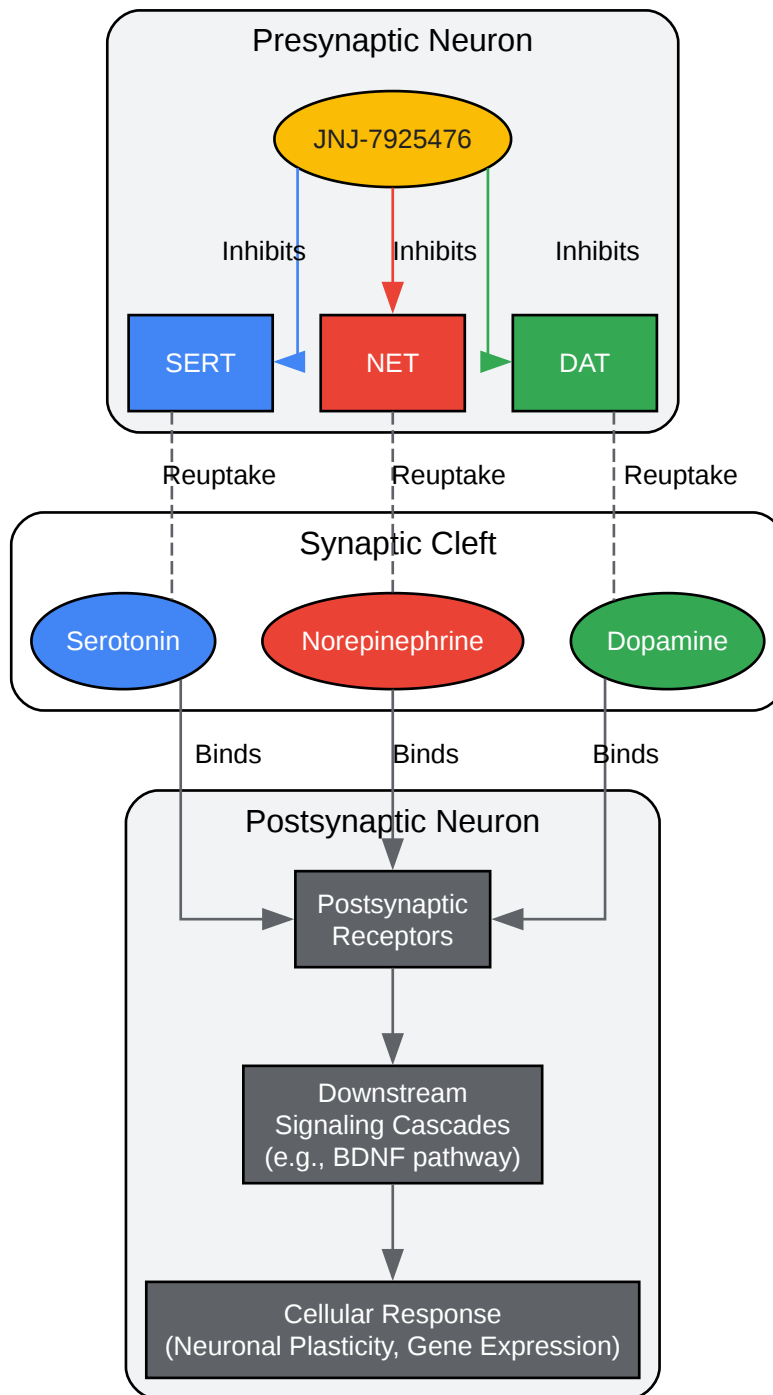 Presynaptic Neuron
JNJ-7925476
Inhibits
Inhibits
Inhibits
SERT
NET
DAT
Reuptake
Reuptake
Reuptake
Synaptic Cleft
Serotonin
Norepinephrine
Dopamine
Binds
Binds
Binds
Postsynaptic Neuron
Postsynaptic
Receptors
Downstream
Signaling Cascades
(e.g., BDNF pathway)
Cellular Response
(Neuronal Plasticity, Gene Expression)